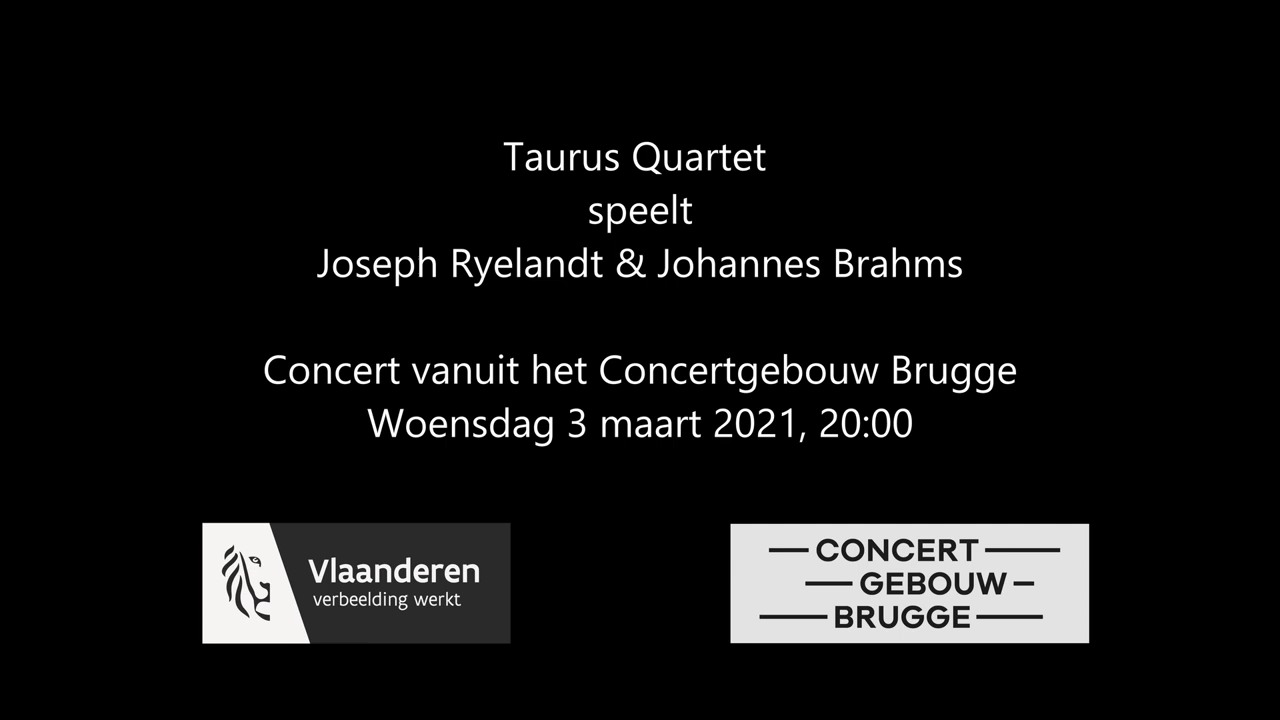 Taurus Quartet
speelt
Joseph Ryelandt & Johannes Brahms
Concert vanuit het Concertgebouw Brugge
Woensdag 3 maart 2021, 20:00
Vlaanderen
verbeelding werkt
CONCERT
GEBOUW
BRUGGE